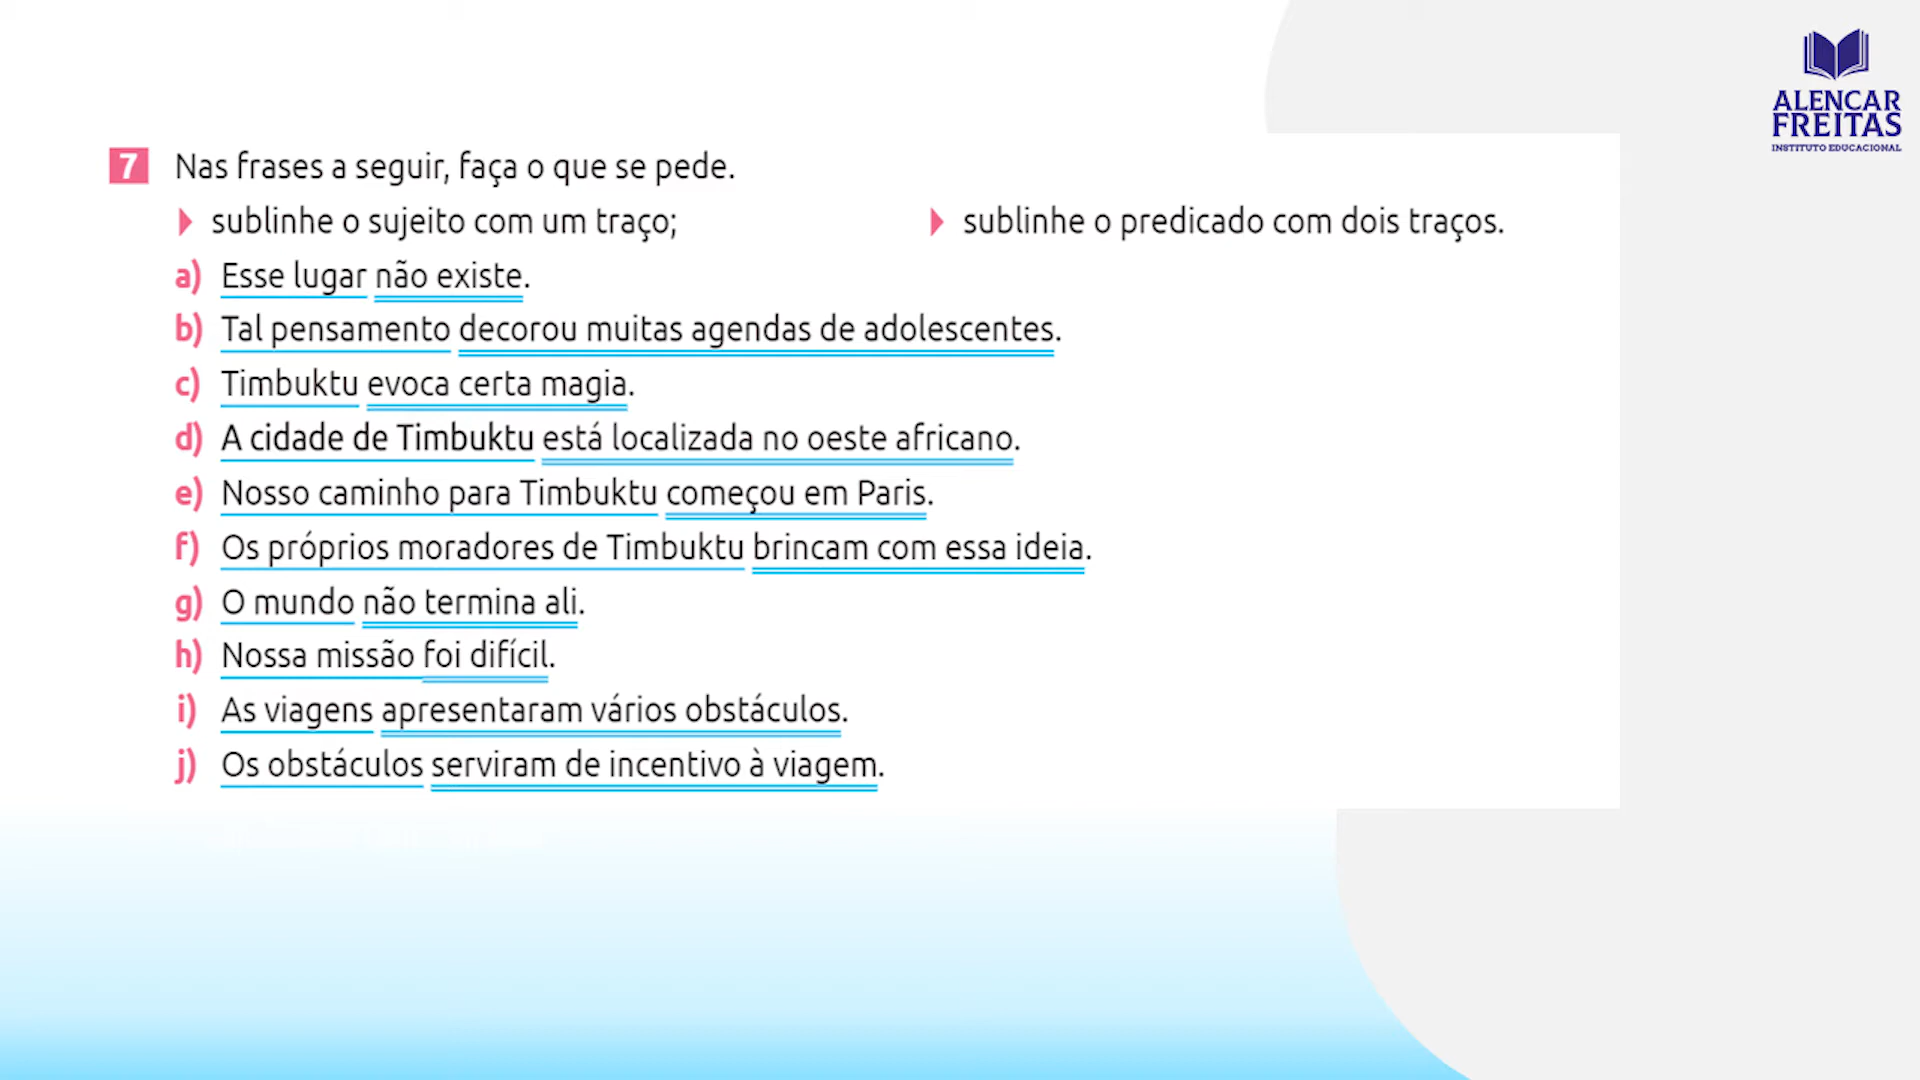 ALENCAR
FREITAS
INSTITUTO EDUCACIONAL
7 Nas frases a seguir, faça o que se pede.
sublinhe o sujeito com um traço; sublinhe o predicado com dois traços.
a) Esse lugar não existe.
b) Tal pensamento decorou muitas agendas de adolescentes.
c) Timbuktu evoca certa magia.
d) A cidade de Timbuktu está localizada no oeste africano.
e) Nosso caminho para Timbuktu começou em Paris.
f) Os próprios moradores de Timbuktu brincam com essa ideia.
g) O mundo não termina ali.
h) Nossa missão foi difícil.
i) As viagens apresentaram vários obstáculos.
j) Os obstáculos serviram de incentivo à viagem.